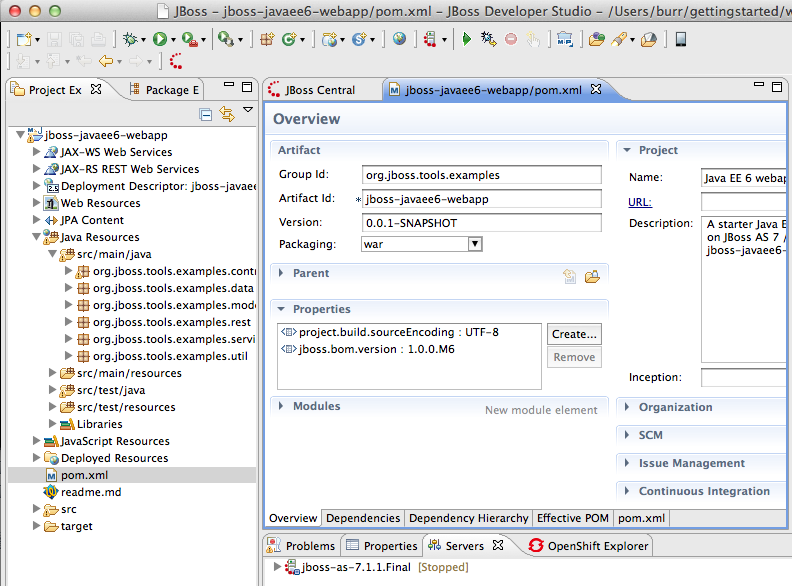 JBoss - jboss-javaee6-webapp/pom.xml - JBoss Developer Studio - /Users/burr/gettingstarted/w
Project Ex
Package E
jboss-javaee6-webapp
JAX-WS Web Services
JAX-RS REST Web Services
Deployment Descriptor: jboss-javaee
Web Resources
JPA Content
Java Resources
src/main/java
org.jboss.tools.examples.contr
org.jboss.tools.examples.data
org.jboss.tools.examples.mode
org.jboss.tools.examples.rest
org.jboss.tools.examples.servi
org.jboss.tools.examples.util
src/main/resources
src/test/java
src/test/resources
Libraries
JavaScript Resources
Deployed Resources
pom.xml
readme.md
src
target
JBoss Central
jboss-javaee6-webapp/pom.xml
Overview
Artifact
Group Id: org.jboss.tools.examples
Artifact Id: * jboss-javaee6-webapp
Version: 0.0.1-SNAPSHOT
Packaging: war
Parent
Properties
project.build.sourceEncoding : UTF-8
jboss.bom.version : 1.0.0.M6
Create...
Remove
Modules
New module element
Project
Name: Java EE 6 webap
URL:
Description: A starter Java E
on JBoss AS 7 /
jboss-javaee6-
Inception:
Organization
SCM
Issue Management
Continuous Integration
Overview Dependencies Dependency Hierarchy Effective POM pom.xml
Problems Properties Servers OpenShift Explorer
jboss-as-7.1.1.Final [Stopped]